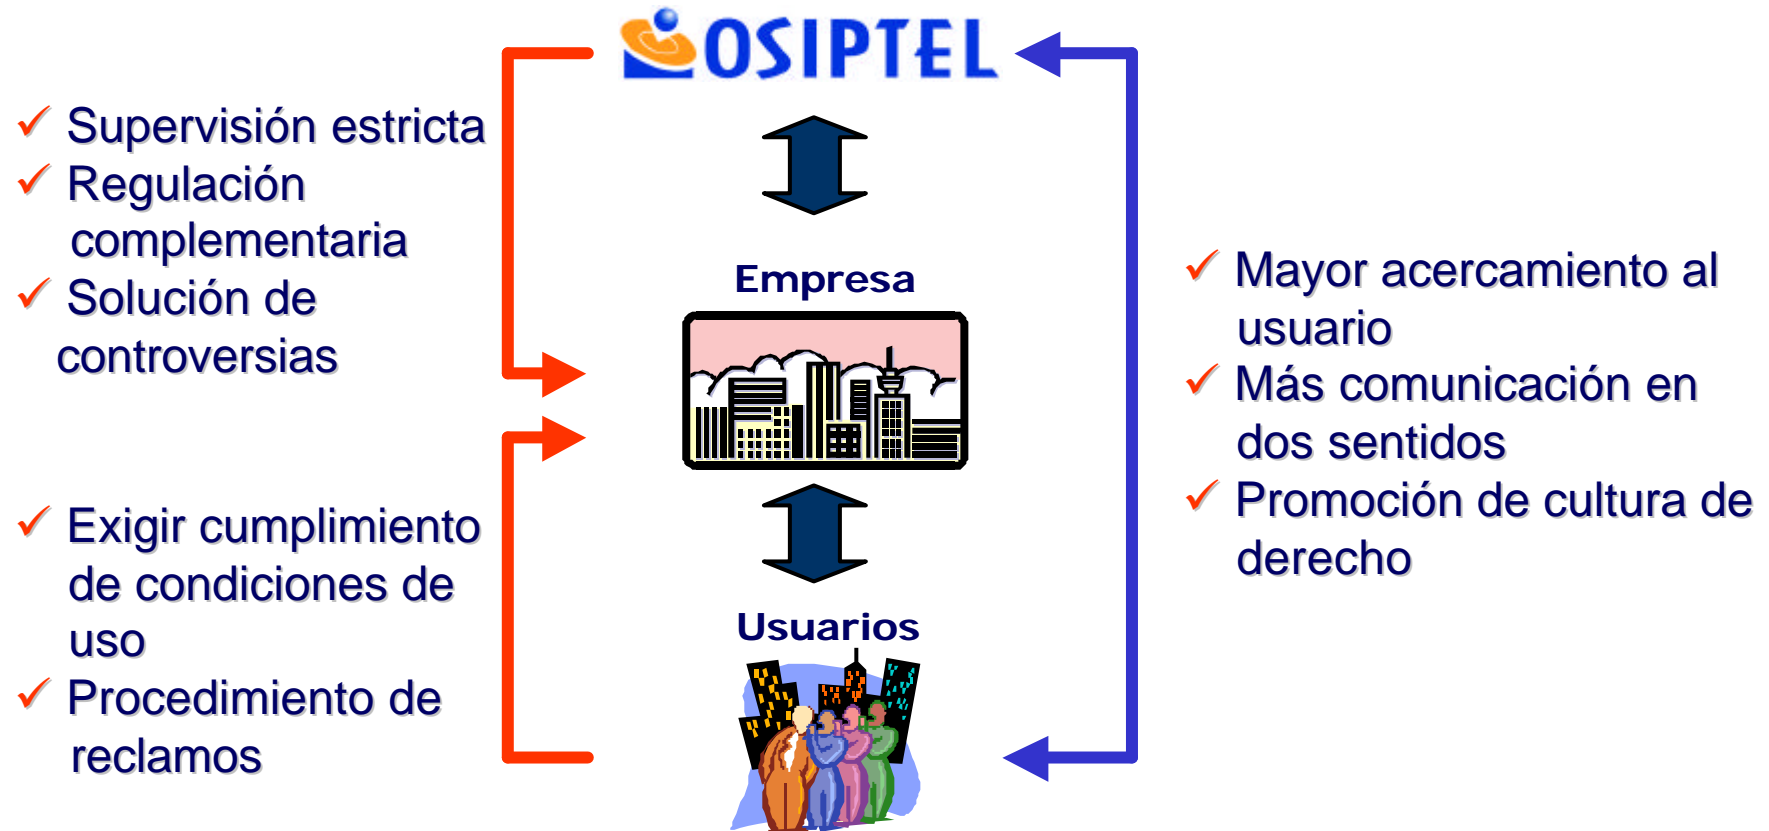 OSIPTEL
✓ Supervisión estricta
✓ Regulación
complementaria
✓ Solución de
controversias
✓ Exigir cumplimiento
de condiciones de
uso
✓ Procedimiento de
reclamos
Empresa
Usuarios
✓ Mayor acercamiento al
usuario
✓ Más comunicación en
dos sentidos
✓ Promoción de cultura de
derecho